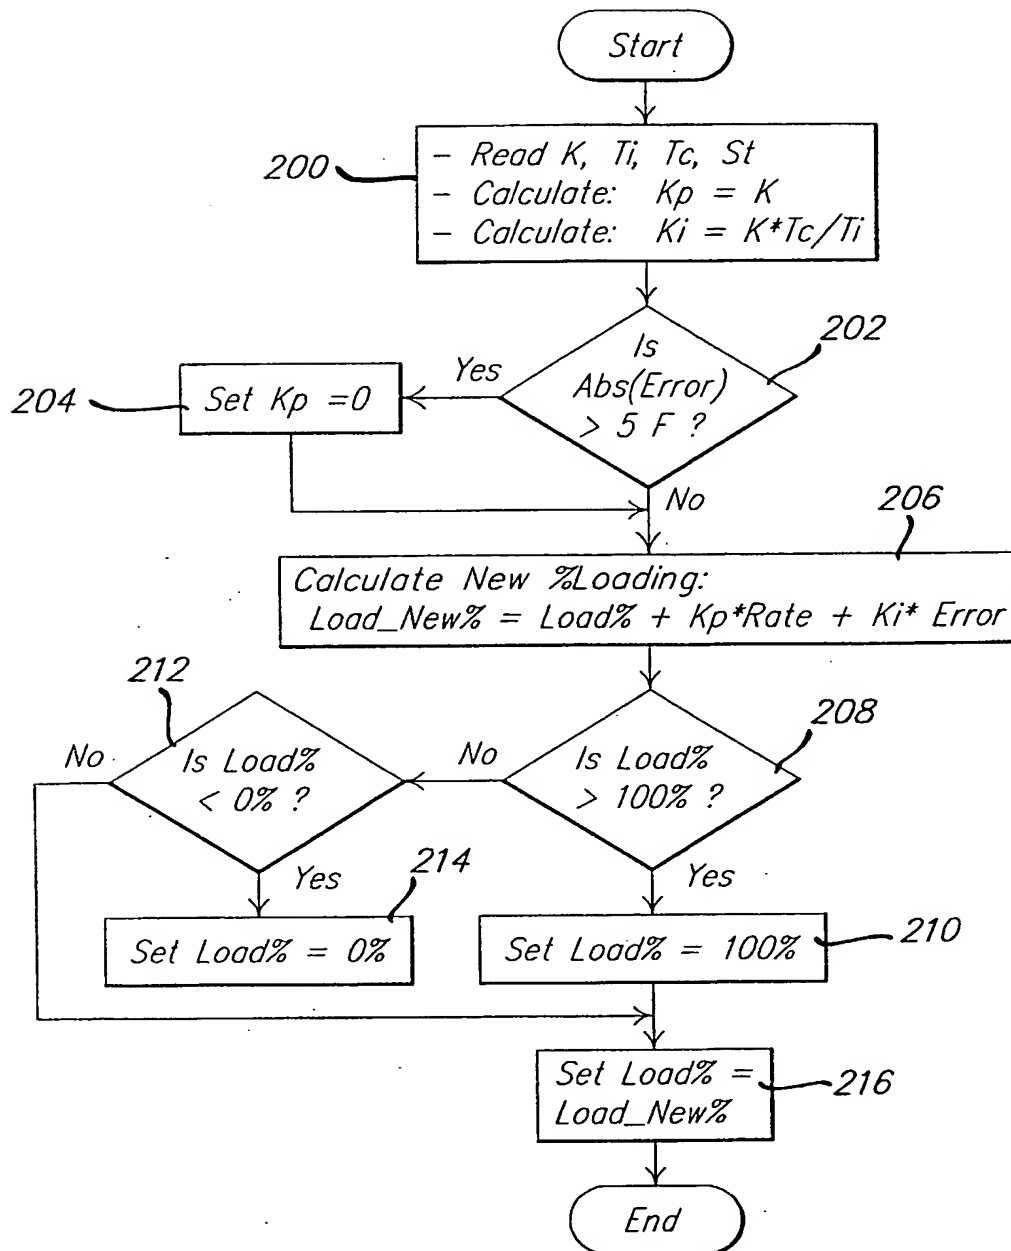 Start
200
- Read K, Ti, Tc, St
- Calculate: Kp = K
- Calculate: Ki = K*Tc/Ti
202
Is
Abs(Error)
> 5 F ?
Yes
204
Set Kp =0
No
206
Calculate New %Loading:
Load_New% = Load% + Kp*Rate + Ki* Error
212
208
No
Is Load%
< 0% ?
No
Is Load%
> 100% ?
Yes
214
Yes
Set Load% = 0%
Set Load% = 100%
210
Set Load% =
Load_New%
216
End